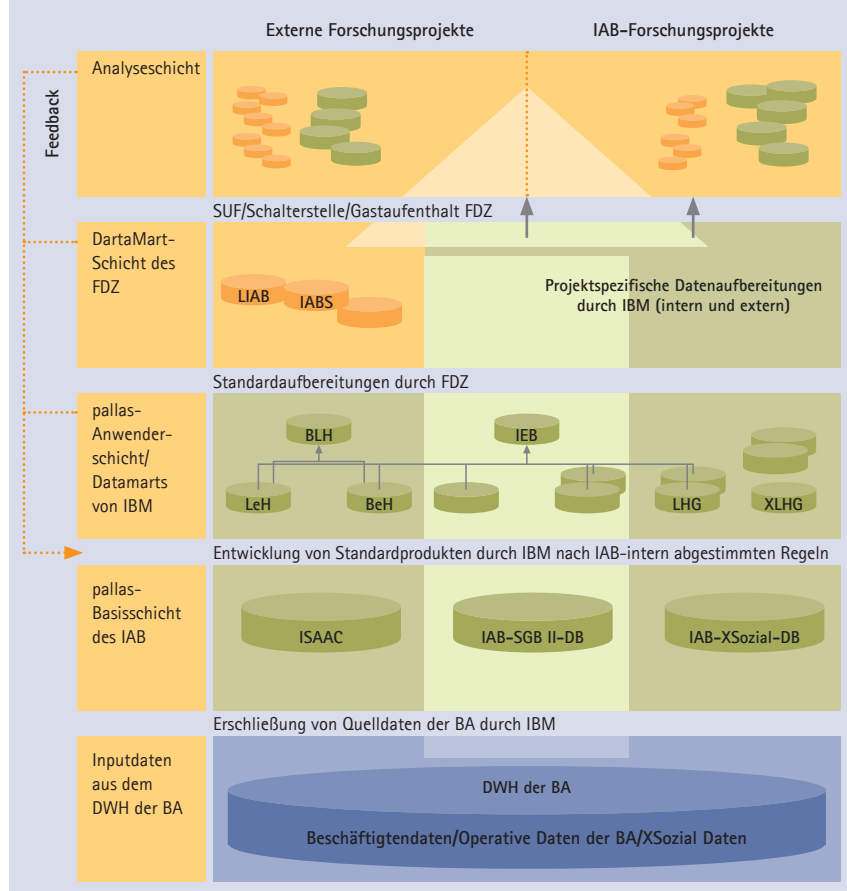 Externe Forschungsprojekte
IAB-Forschungsprojekte
Feedback
Analyseschicht
SUF/Schalterstelle/Gastaufenthalt FDZ
DartaMart-
Schicht des
FDZ
LIAB
IABS
Projektspezifische Datenaufbereitungen
durch IBM (intern und extern)
Standardaufbereitungen durch FDZ
pallas-
Anwender-
schicht/
Datamarts
von IBM
BLH
IEB
LeH
BeH
LHG
XLHG
Entwicklung von Standardprodukten durch IBM nach IAB-intern abgestimmten Regeln
pallas-
Basisschicht
des IAB
ISAAC
IAB-SGB II-DB
IAB-XSozial-DB
Erschließung von Quelldaten der BA durch IBM
Inputdaten
aus dem
DWH der BA
DWH der BA
Beschäftigtendaten/Operative Daten der BA/XSozial Daten